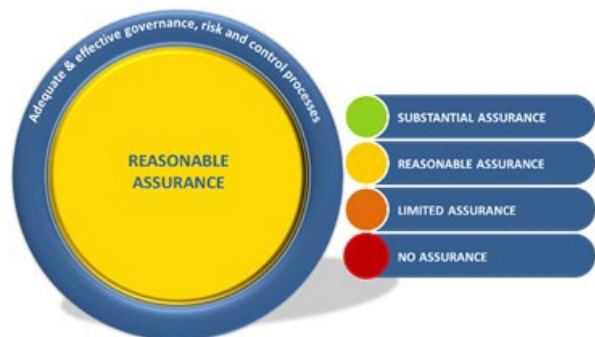 Adequate & effective governance, risk and control processes
REASONABLE
ASSURANCE
SUBSTANTIAL ASSURANCE
REASONABLE ASSURANCE
LIMITED ASSURANCE
NO ASSURANCE